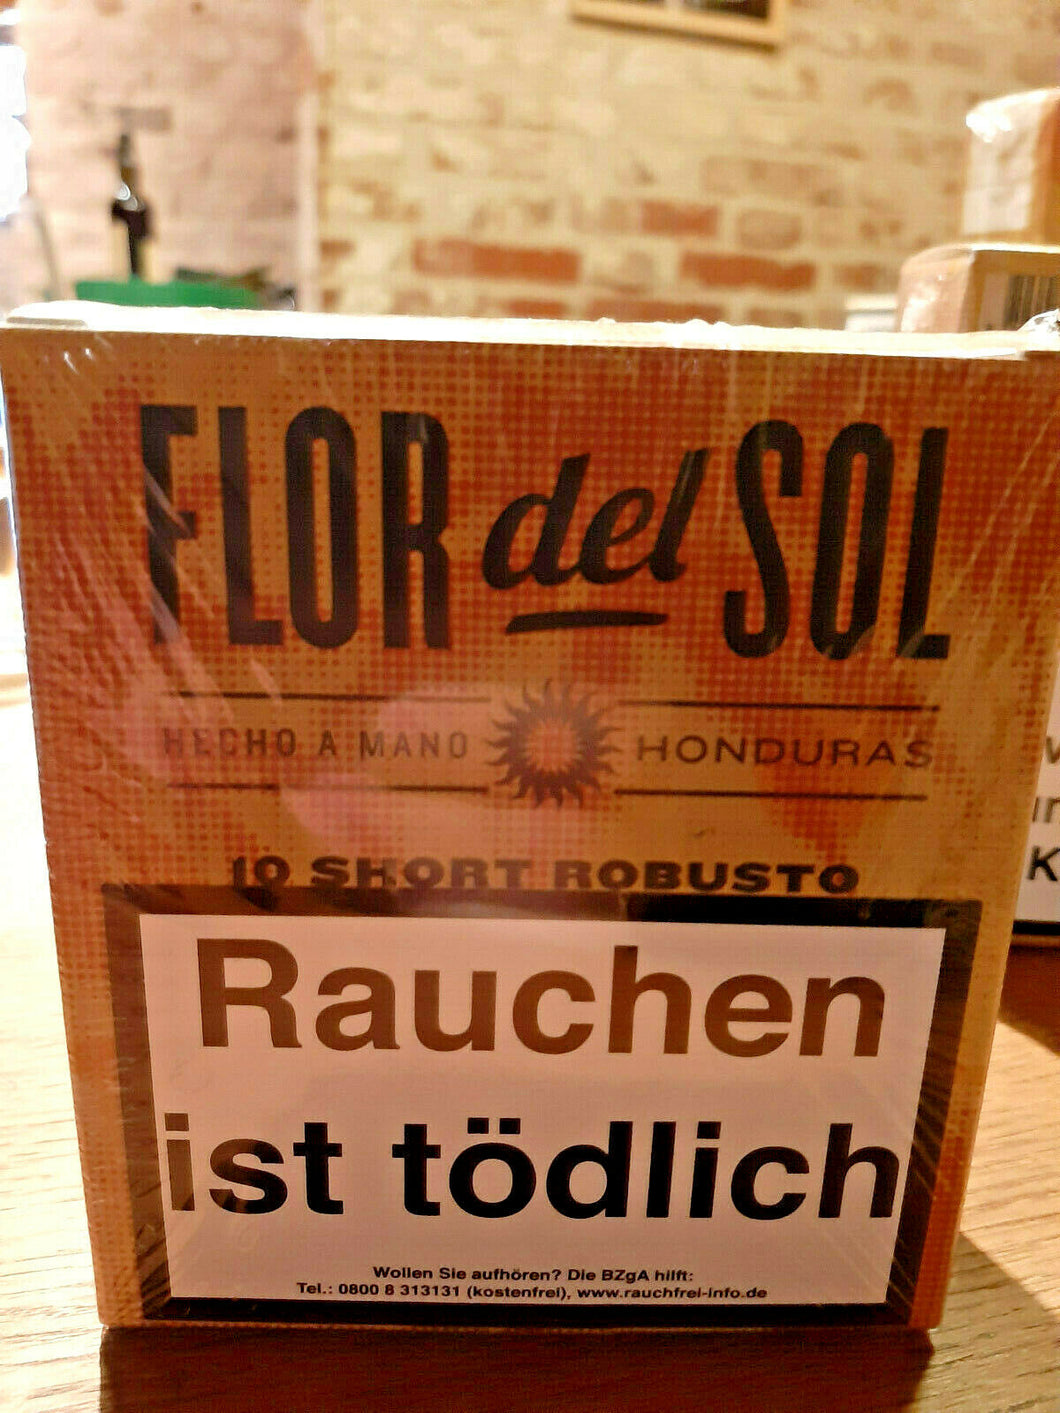 FLOR del SOL
HECHO A MANO HONDURAS
10 SHORT ROBUSTO
Rauchen
ist tödlich
Wollen Sie aufhören? Die BZgA hilft:
Tel.: 0800 8 313131 (kostenfrei), www.rauchfrei-info.de